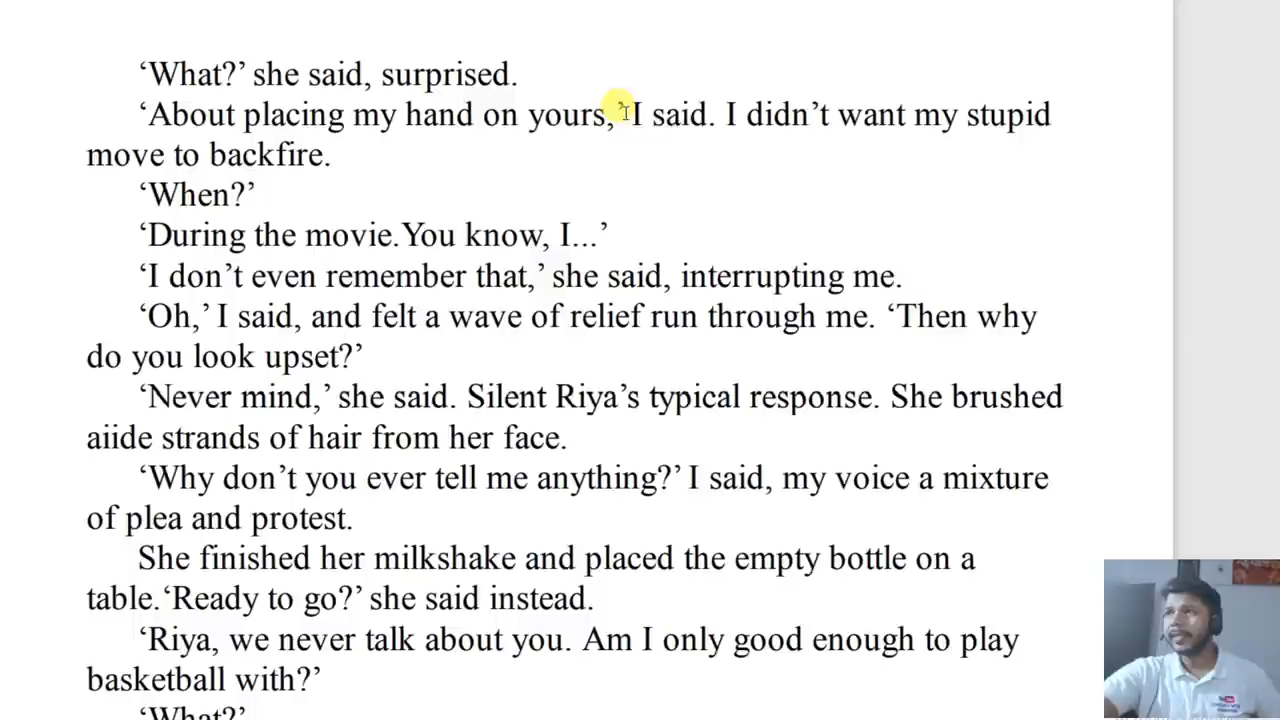 ‘What?’ she said, surprised.
‘About placing my hand on yours,’ I said. I didn’t want my stupid
move to backfire.
‘When?’
‘During the movie.You know, I...’
‘I don’t even remember that,’ she said, interrupting me.
‘Oh,’ I said, and felt a wave of relief run through me. ‘Then why
do you look upset?’
‘Never mind,’ she said. Silent Riya’s typical response. She brushed
aiide strands of hair from her face.
‘Why don’t you ever tell me anything?’ I said, my voice a mixture
of plea and protest.
She finished her milkshake and placed the empty bottle on a
table.‘Ready to go?’ she said instead.
‘Riya, we never talk about you. Am I only good enough to play
basketball with?’
‘What?’